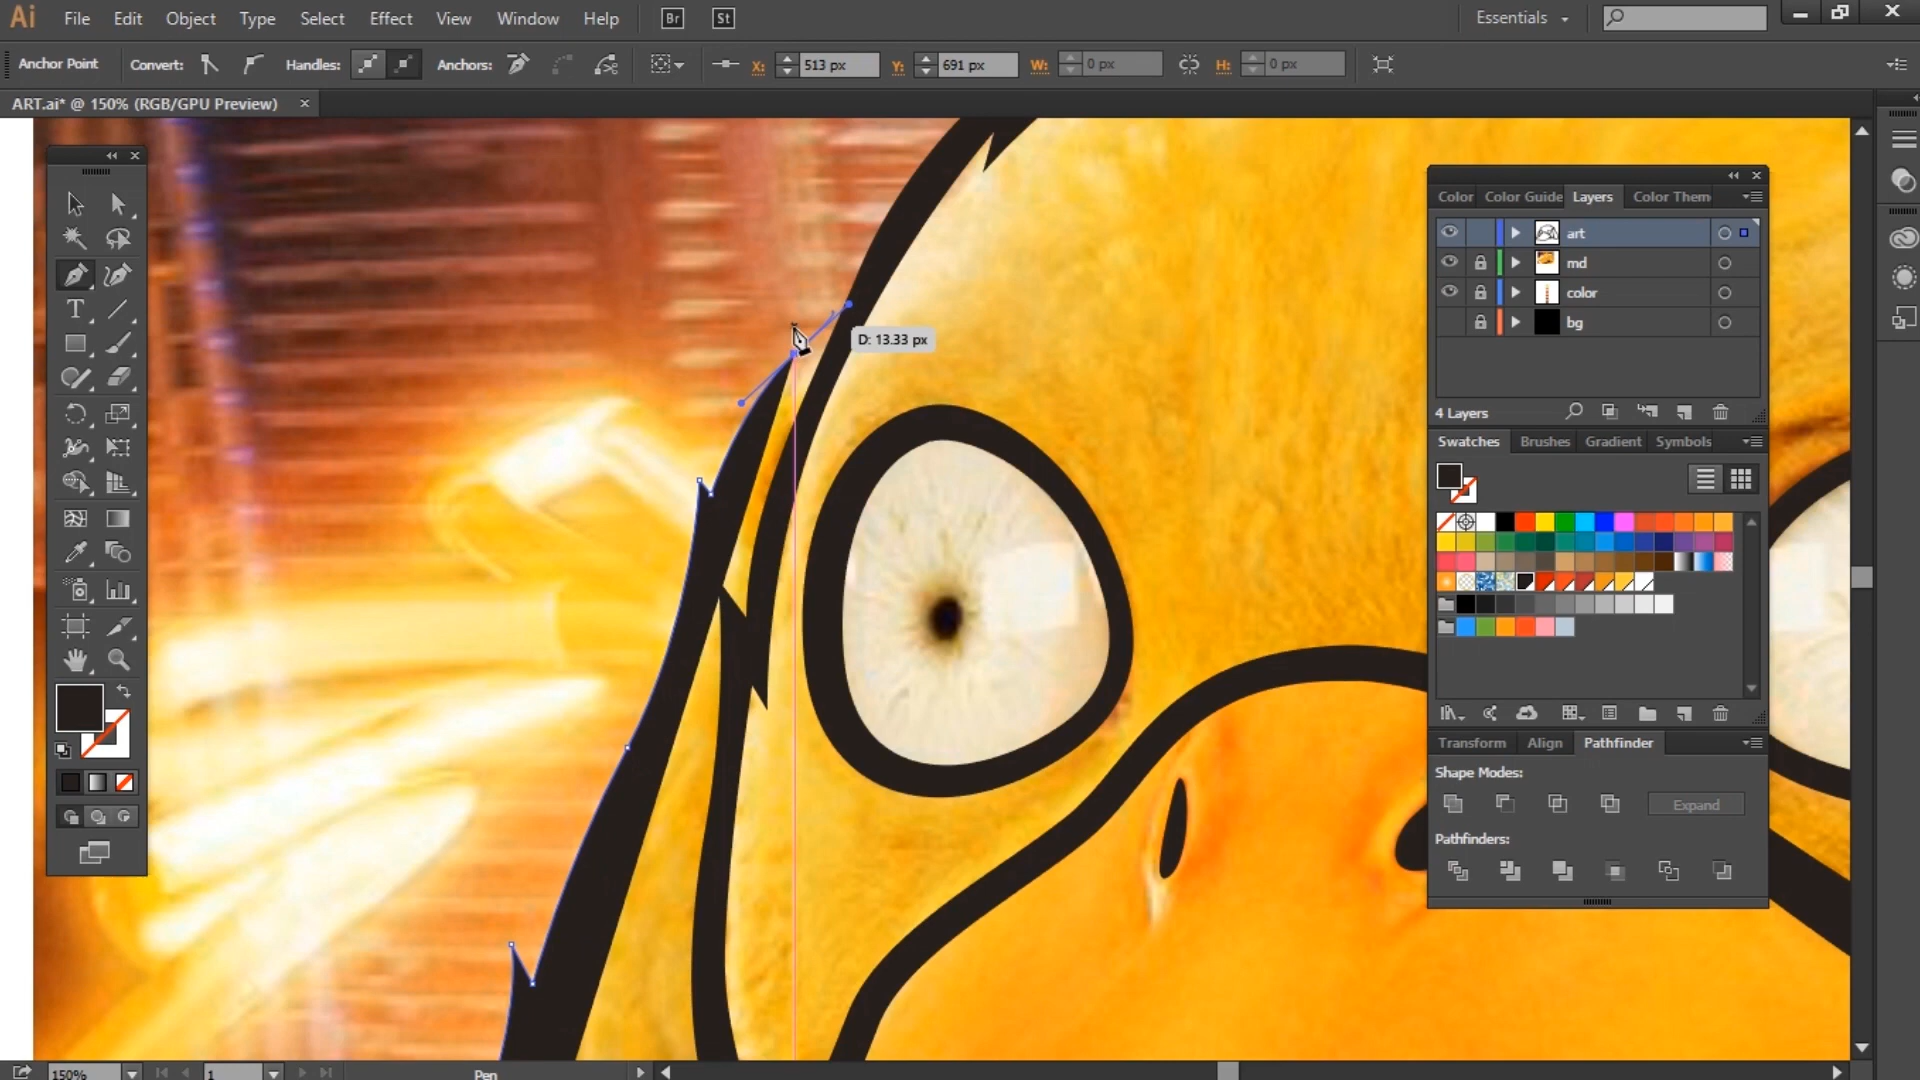 Ai File Edit Object Type Select Effect View Window Help Br St Essentials
Anchor Point Convert: Handles: Anchors: X: 513 px Y: 691 px W: 0 px H: 0 px
ART.ai* @ 150% (RGB/GPU Preview) ×
Color Color Guide Layers Color Them
art
md
color
bg
D: 13.33 px
4 Layers
Swatches Brushes Gradient Symbols
Transform Align Pathfinder
Shape Modes:
Expand
Pathfinders:
150% 1 Pen